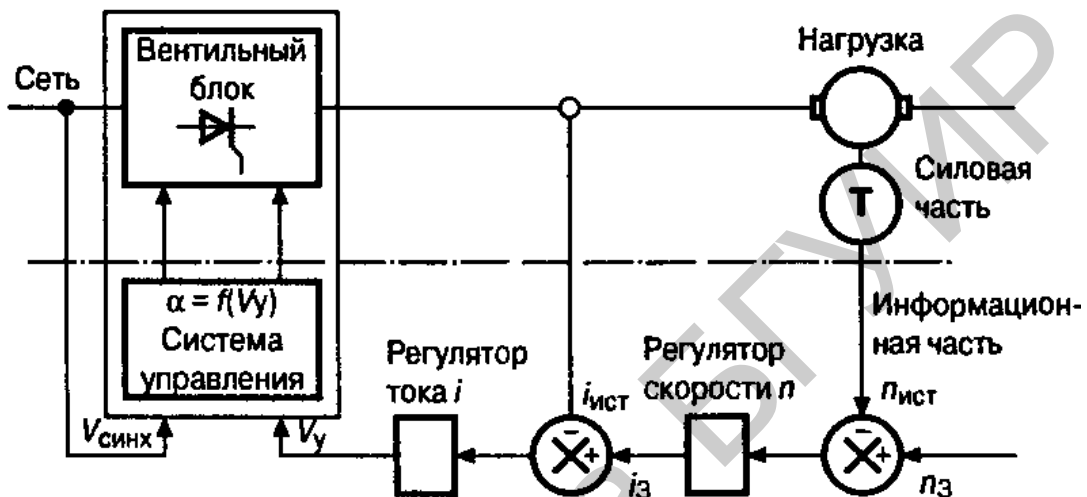 Сеть
Вентильный
блок
Нагрузка
Т
Силовая
часть
α = f(Vу)
Система
управления
Информацион-
ная часть
Регулятор
тока i
Регулятор
скорости n
iист
nист
Vсинх
Vу
iз
nз
−
+
−
+
БГУИР